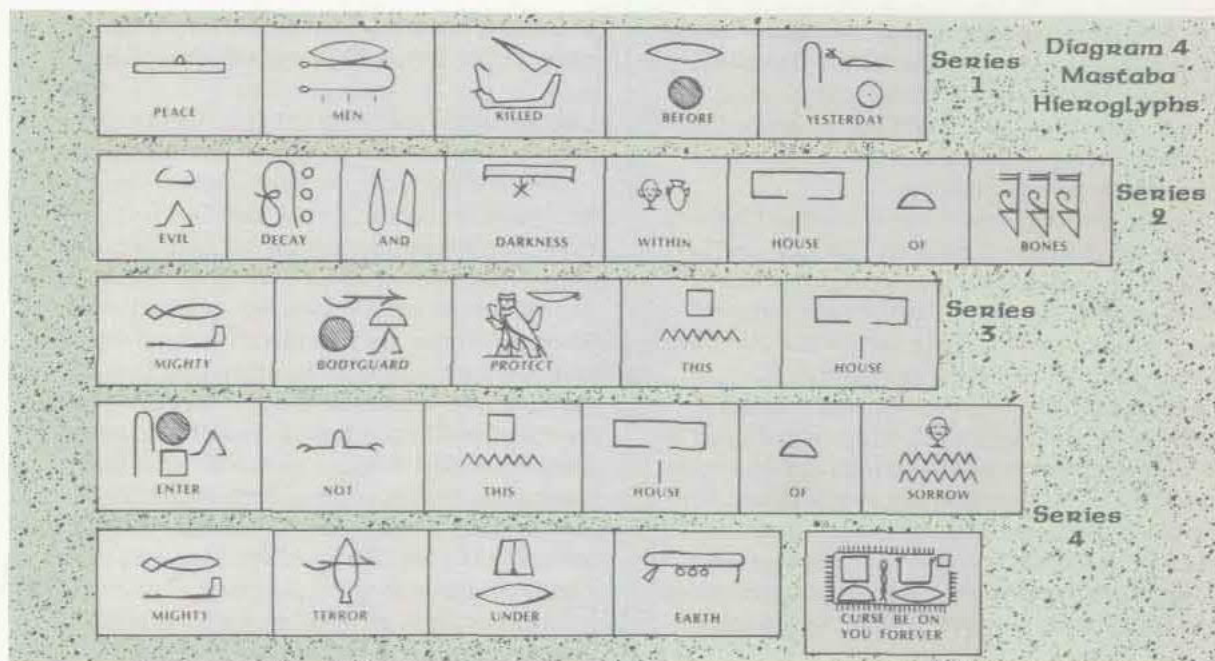 Diagram 4
Mastaba
Hieroglyphs
PEACE MEN KILLED BEFORE YESTERDAY
Series
1
EVIL DECAY AND DARKNESS WITHIN HOUSE OF BONES
Series
2
MIGHTY BODYGUARD PROTECT THIS HOUSE
Series
3
ENTER NOT THIS HOUSE OF SORROW
Series
4
MIGHTY TERROR UNDER EARTH
CURSE BE ON
YOU FOREVER